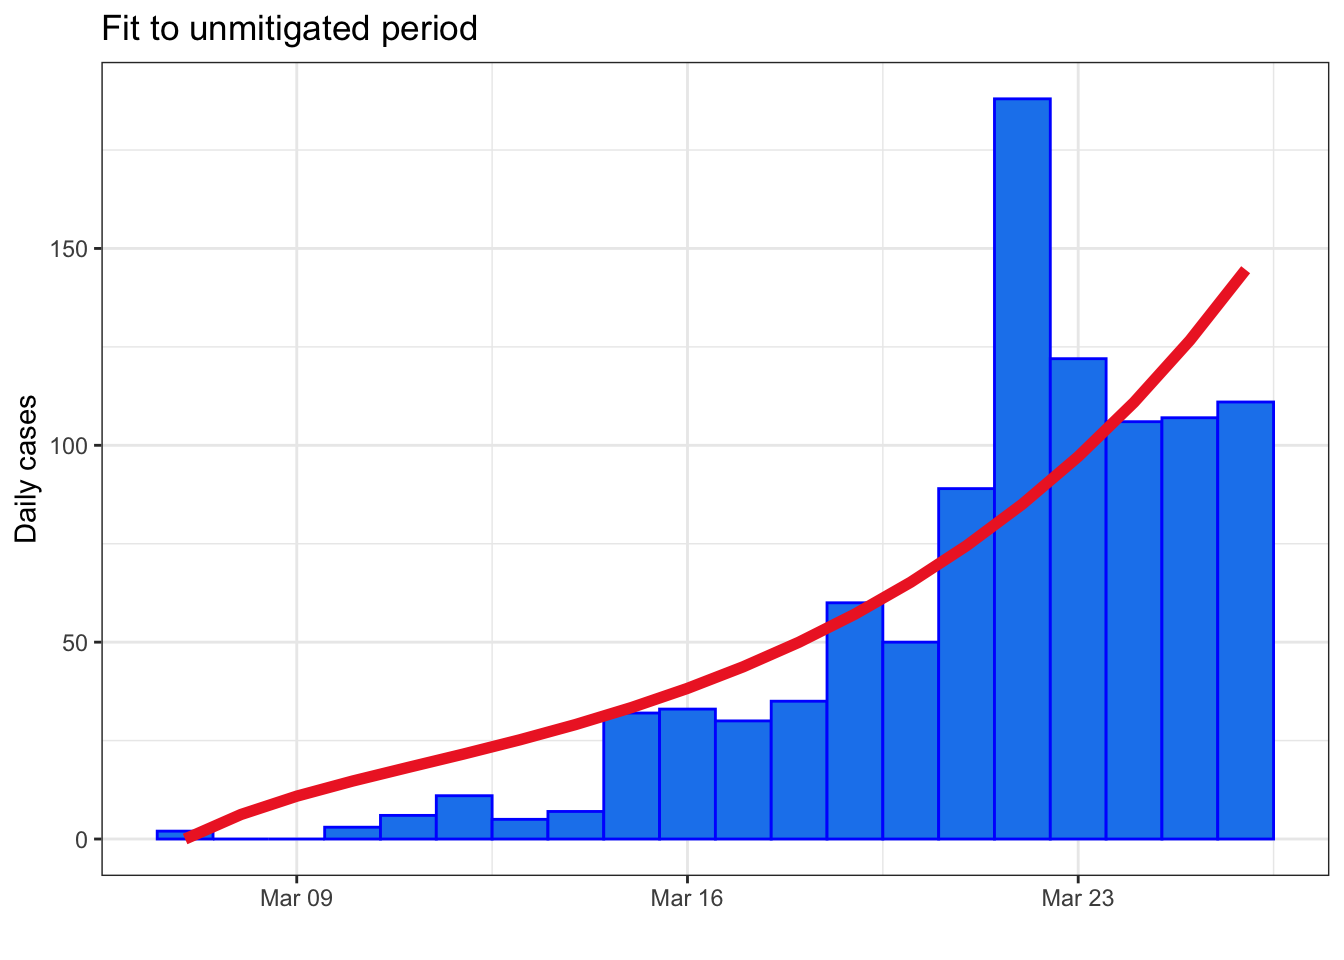 Fit to unmitigated period
Daily cases
150
100
50
0
Mar 09
Mar 16
Mar 23